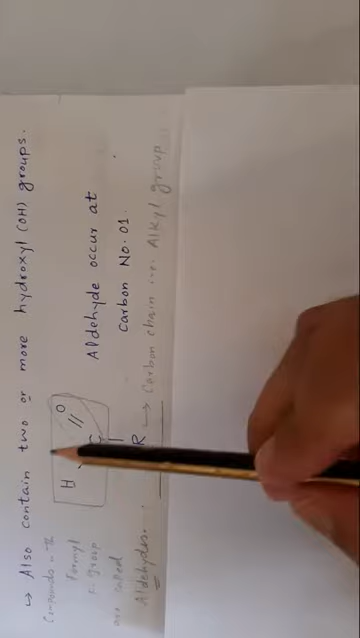 ↳ Also contain two or more hydroxyl (OH) groups.
Compounds
H O
C
Aldehyde occur at
carbon No. 01.
R → Carbon chain i.e. Alkyl group
Formyl
group
are called
Aldehydes.